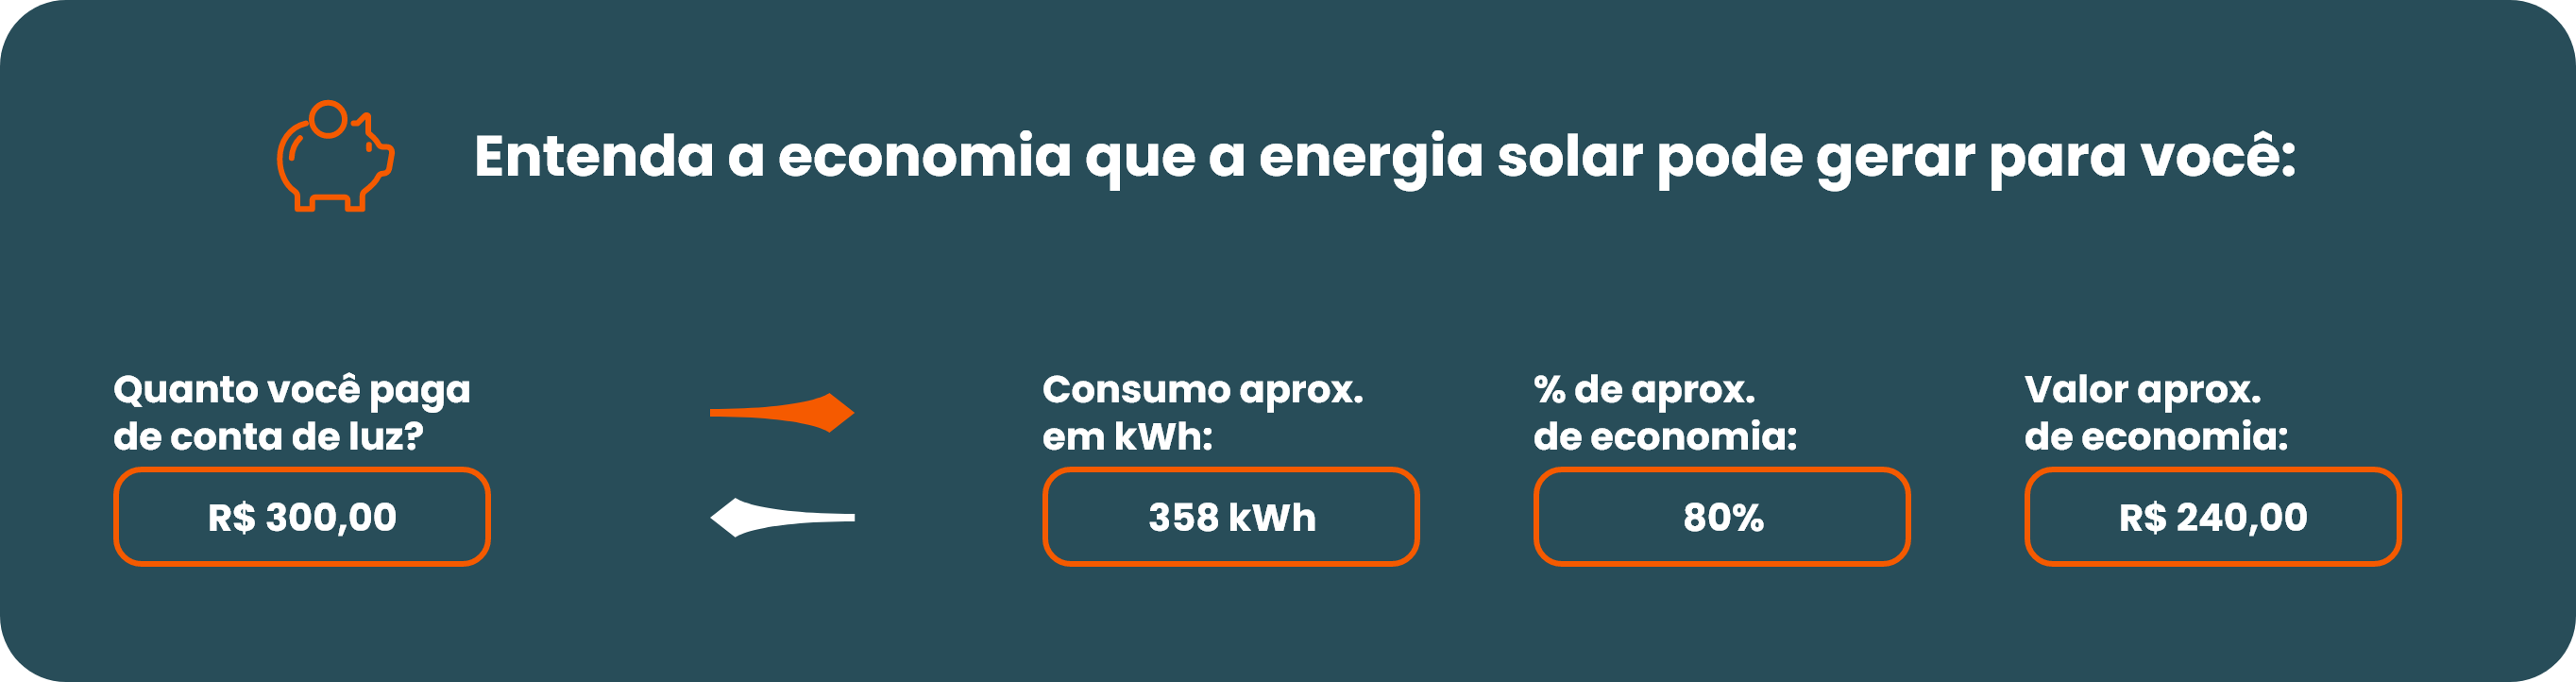 Entenda a economia que a energia solar pode gerar para você:
Quanto você paga
de conta de luz?
R$ 300,00
Consumo aprox.
em kWh:
358 kWh
% de aprox.
de economia:
80%
Valor aprox.
de economia:
R$ 240,00